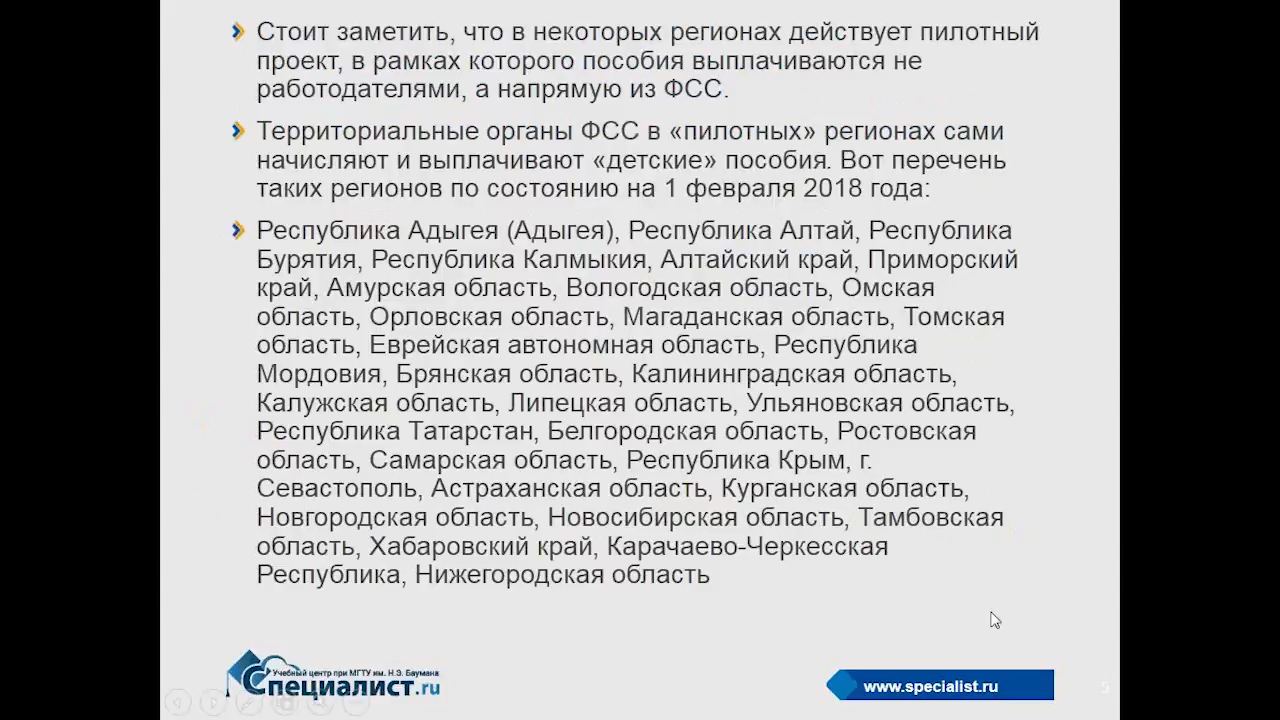 Стоит заметить, что в некоторых регионах действует пилотный
проект, в рамках которого пособия выплачиваются не
работодателями, а напрямую из ФСС.
Территориальные органы ФСС в «пилотных» регионах сами
начисляют и выплачивают «детские» пособия. Вот перечень
таких регионов по состоянию на 1 февраля 2018 года:
Республика Адыгея (Адыгея), Республика Алтай, Республика
Бурятия, Республика Калмыкия, Алтайский край, Приморский
край, Амурская область, Вологодская область, Омская
область, Орловская область, Магаданская область, Томская
область, Еврейская автономная область, Республика
Мордовия, Брянская область, Калининградская область,
Калужская область, Липецкая область, Ульяновская область,
Республика Татарстан, Белгородская область, Ростовская
область, Самарская область, Республика Крым, г.
Севастополь, Астраханская область, Курганская область,
Новгородская область, Новосибирская область, Тамбовская
область, Хабаровский край, Карачаево-Черкесская
Республика, Нижегородская область
Учебный центр при МГТУ им. Н.Э. Баумана
Специалист.ru
www.specialist.ru
5